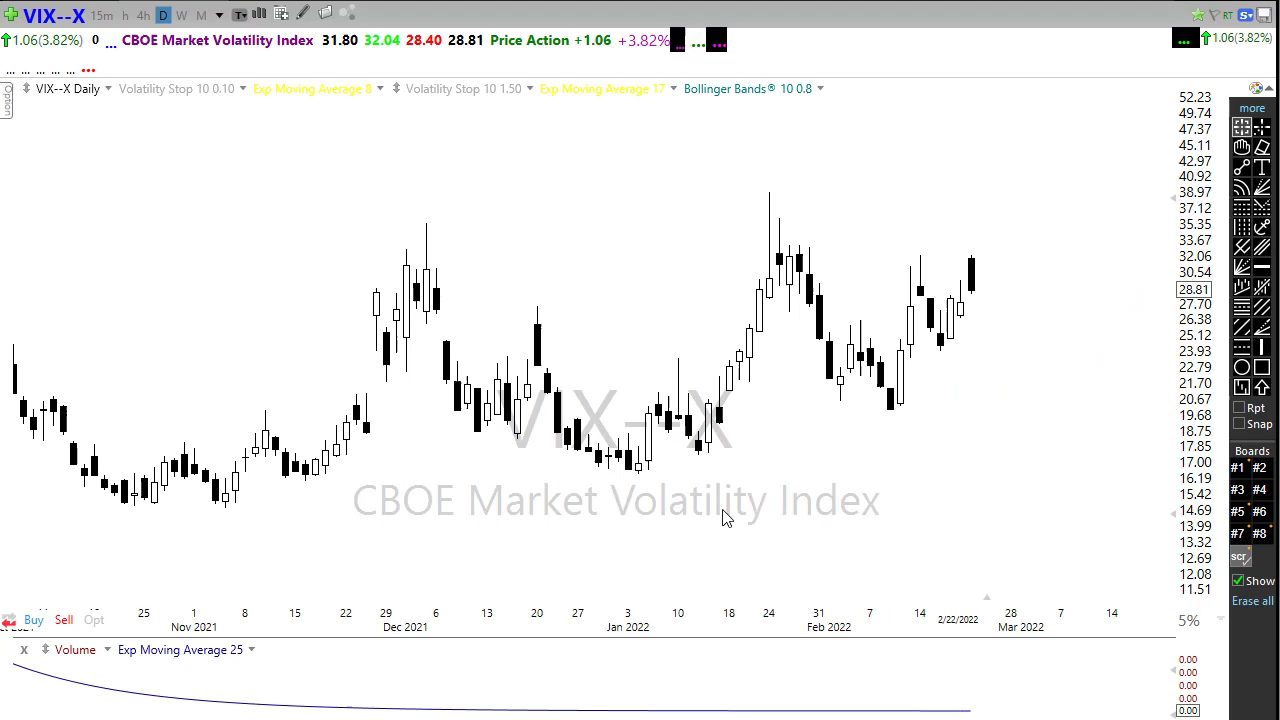 VIX--X 15m h 4h D W M T RT S
1.06(3.82%) 0 ... CBOE Market Volatility Index 31.80 32.04 28.40 28.81 Price Action +1.06 +3.82% ... ... ... ... 1.06(3.82%)
... ... ... ... ... ...
Option
VIX--X Daily Volatility Stop 10 0.10 Exp Moving Average 8 Volatility Stop 10 1.50 Exp Moving Average 17 Bollinger Bands® 10 0.8
52.23
49.74
47.37
45.11
42.97
40.92
38.97
37.12
35.35
33.67
32.06
30.54
28.81
27.70
26.38
25.12
23.93
22.79
21.70
20.67
19.68
18.75
17.85
17.00
16.19
15.42
14.69
13.99
13.32
12.69
12.08
11.51
more
T
Rpt
Snap
Boards
#1 #2
#3 #4
#5 #6
#7 #8
scr
Show
Erase all
VIX--X
CBOE Market Volatility Index
25 1 8 15 22 29 6 13 20 27 3 10 18 24 31 7 14 28 7 14
Buy Sell Opt
2/22/2022
5%
Nov 2021 Dec 2021 Jan 2022 Feb 2022 Mar 2022
X Volume Exp Moving Average 25
0.00
0.00
0.00
0.00
0.00